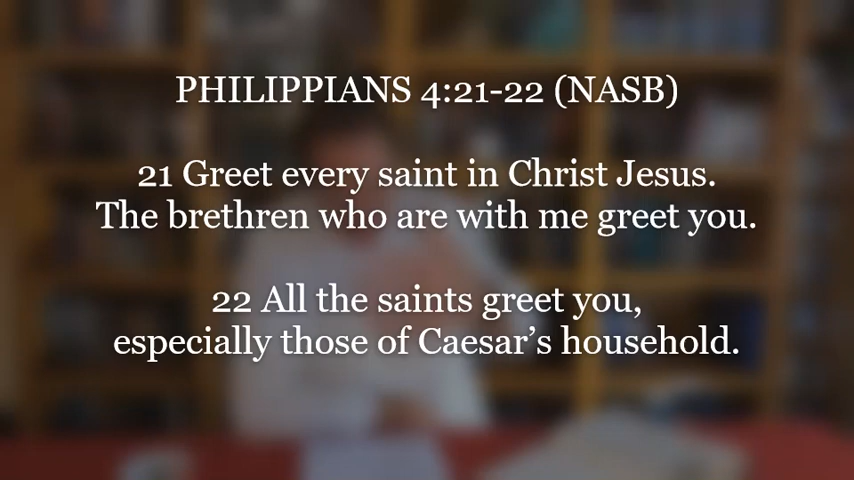 PHILIPPIANS 4:21-22 (NASB)
21 Greet every saint in Christ Jesus.
The brethren who are with me greet you.
22 All the saints greet you,
especially those of Caesar’s household.